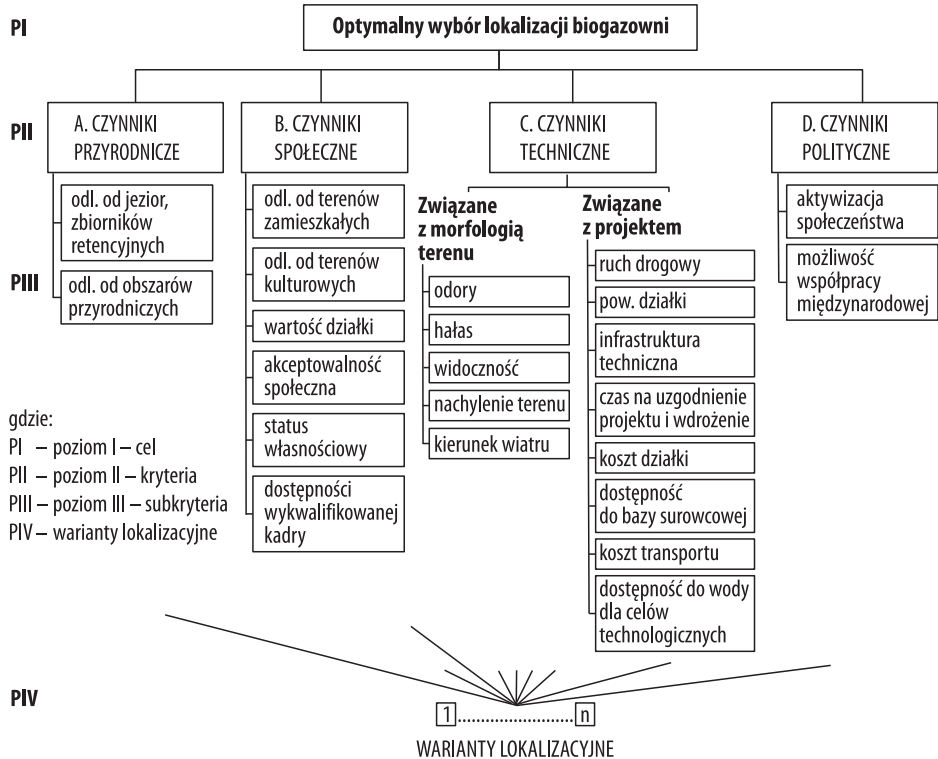 PI
Optymalny wybór lokalizacji biogazowni
PII
A. CZYNNIKI
PRZYRODNICZE
B. CZYNNIKI
SPOŁECZNE
C. CZYNNIKI
TECHNICZNE
D. CZYNNIKI
POLITYCZNE
PIII
odl. od jezior,
zbiorników
retencyjnych
odl. od obszarów
przyrodniczych
odl. od terenów
zamieszkałych
odl. od terenów
kulturowych
wartość działki
akceptowalność
społeczna
status
własnościowy
dostępności
wykwalifikowanej
kadry
Związane
z morfologią
terenu
odory
hałas
widoczność
nachylenie terenu
kierunek wiatru
Związane
z projektem
ruch drogowy
pow. działki
infrastruktura
techniczna
czas na uzgodnienie
projektu i wdrożenie
koszt działki
dostępność
do bazy surowcowej
koszt transportu
dostępność do wody
dla celów
technologicznych
aktywizacja
społeczeństwa
możliwość
współpracy
międzynarodowej
gdzie:
PI – poziom I – cel
PII – poziom II – kryteria
PIII – poziom III – subkryteria
PIV – warianty lokalizacyjne
PIV
1........................n
WARIANTY LOKALIZACYJNE